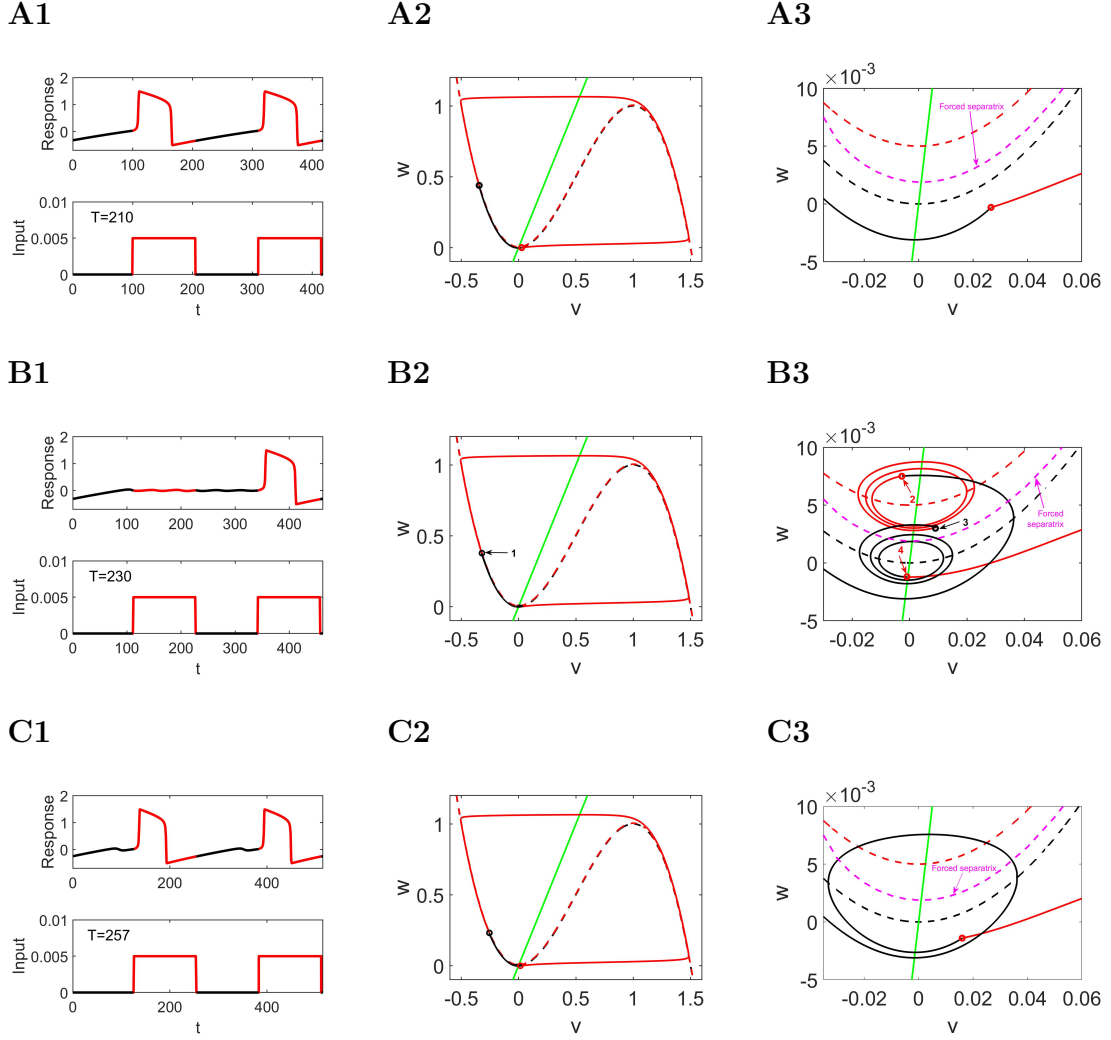 A1
A2
A3
Response
2
1
0
0
100
200
300
400
Input
0.01
0.005
0
T=210
0
100
200
300
400
t
w
1
0.5
0
-0.5
0
0.5
1
1.5
v
×10⁻³
w
10
5
0
-5
Forced separatrix
-0.02
0
0.02
0.04
0.06
v
B1
B2
B3
Response
2
1
0
0
100
200
300
400
Input
0.01
0.005
0
T=230
0
100
200
300
400
t
w
1
0.5
0
1
-0.5
0
0.5
1
1.5
v
×10⁻³
w
10
5
0
-5
2
3
4
Forced
separatrix
-0.02
0
0.02
0.04
0.06
v
C1
C2
C3
Response
2
1
0
0
200
400
Input
0.01
0.005
0
T=257
0
200
400
t
w
1
0.5
0
-0.5
0
0.5
1
1.5
v
×10⁻³
w
10
5
0
-5
Forced separatrix
-0.02
0
0.02
0.04
0.06
v